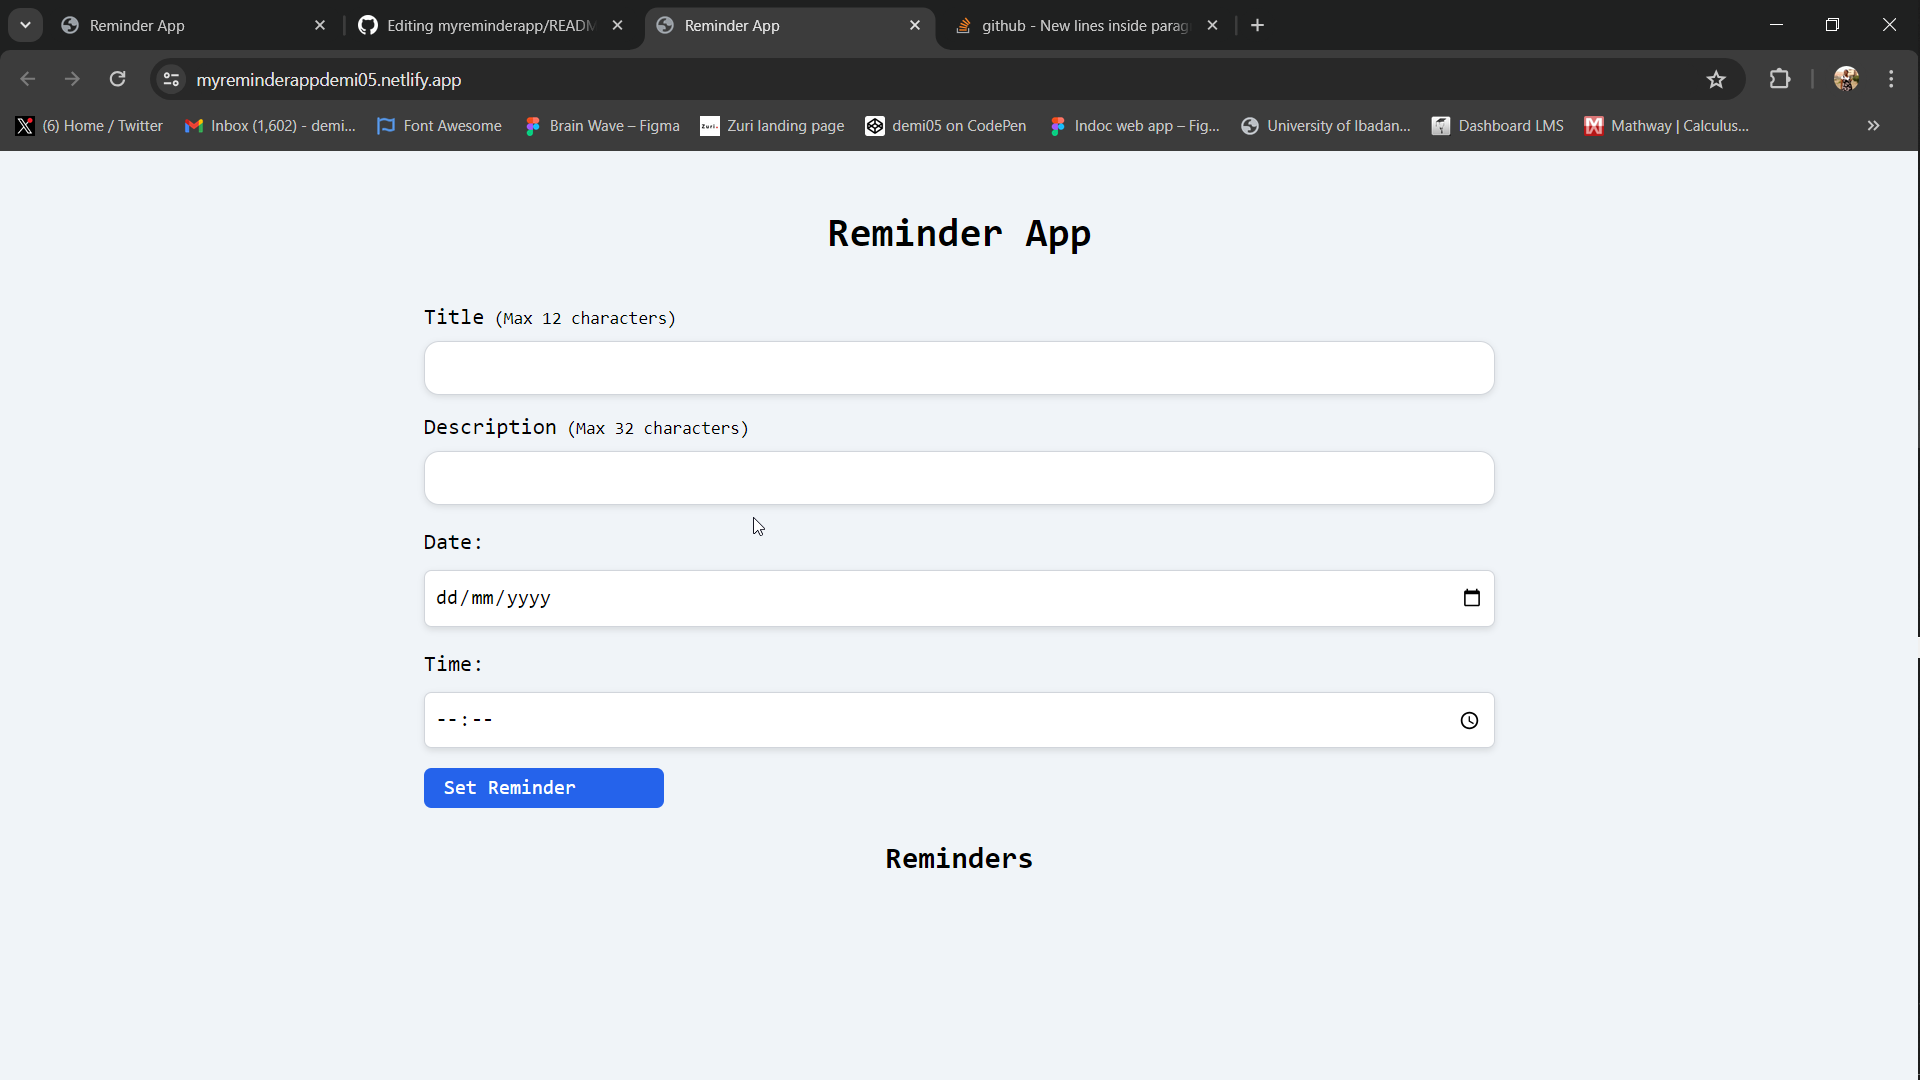 Reminder App
Editing myreminderapp/READM
Reminder App
github - New lines inside parag
myreminderappdemi05.netlify.app
(6) Home / Twitter
Inbox (1,602) - demi...
Font Awesome
Brain Wave – Figma
Zuri.
Zuri landing page
demi05 on CodePen
Indoc web app – Fig...
University of Ibadan...
Dashboard LMS
Mathway | Calculus...
Reminder App
Title (Max 12 characters)
Description (Max 32 characters)
Date:
dd/mm/yyyy
Time:
--:--
Set Reminder
Reminders